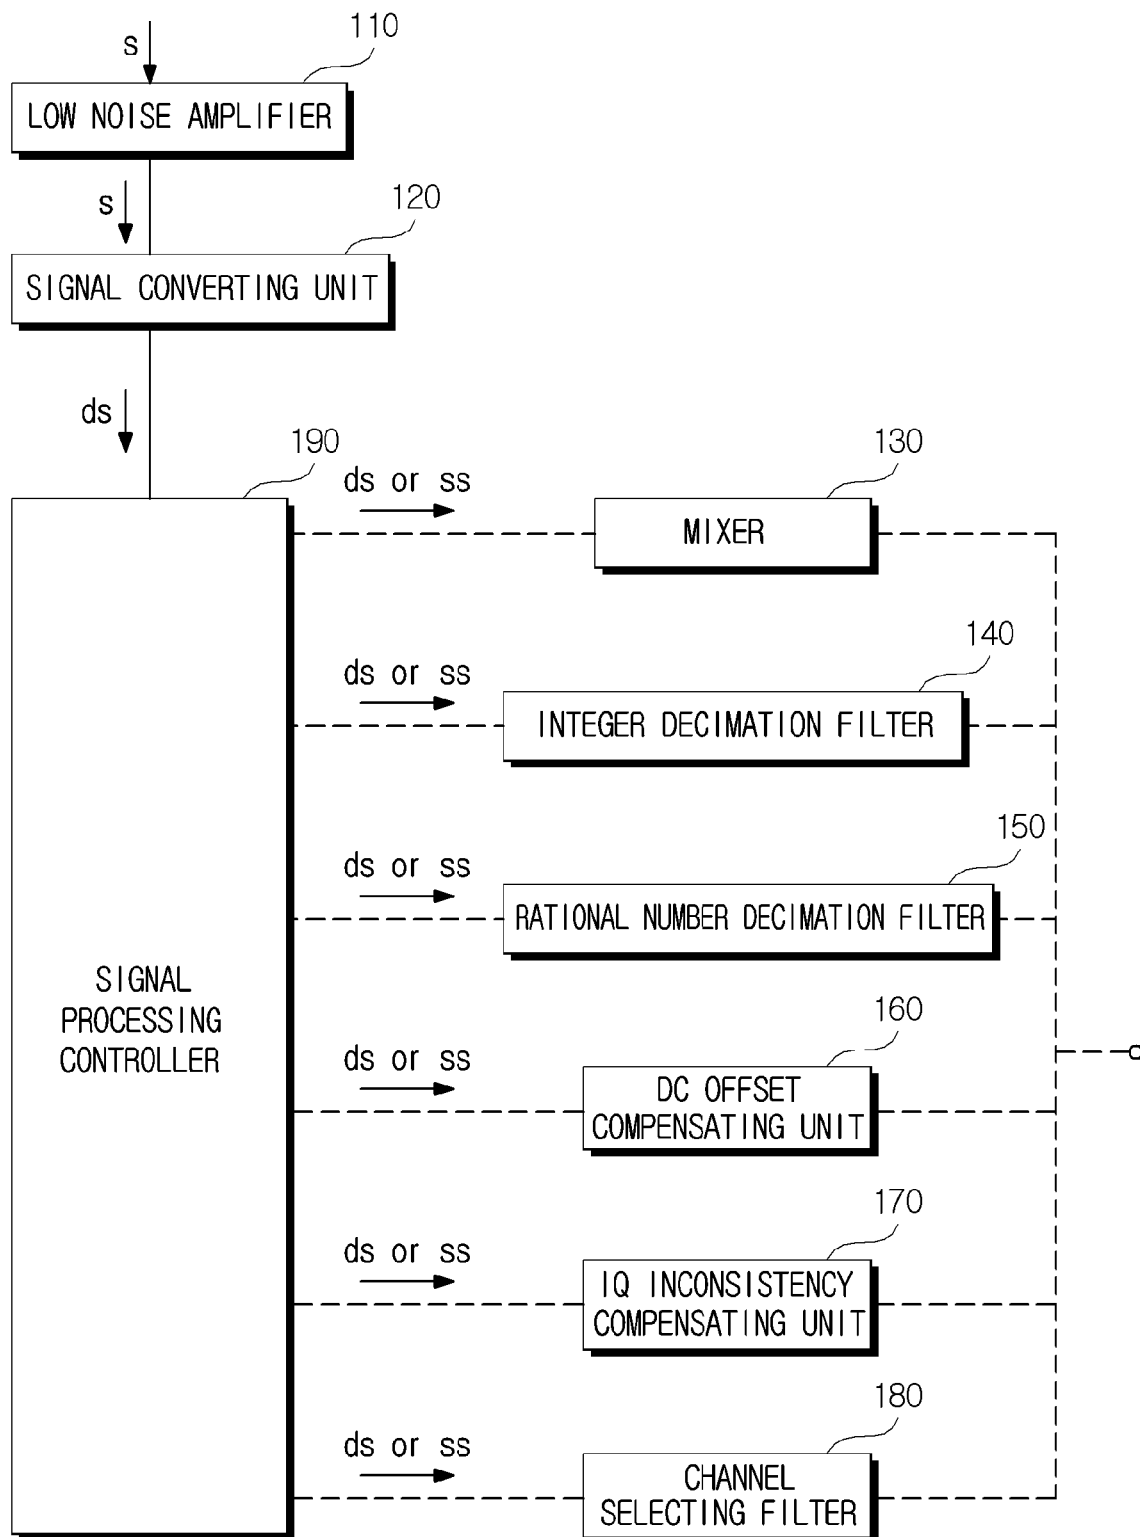 s
110
LOW NOISE AMPLIFIER
s
120
SIGNAL CONVERTING UNIT
ds
190
ds or ss
130
MIXER
ds or ss
140
INTEGER DECIMATION FILTER
ds or ss
150
RATIONAL NUMBER DECIMATION FILTER
SIGNAL
PROCESSING
CONTROLLER
ds or ss
160
DC OFFSET
COMPENSATING UNIT
ds or ss
170
IQ INCONSISTENCY
COMPENSATING UNIT
ds or ss
180
CHANNEL
SELECTING FILTER